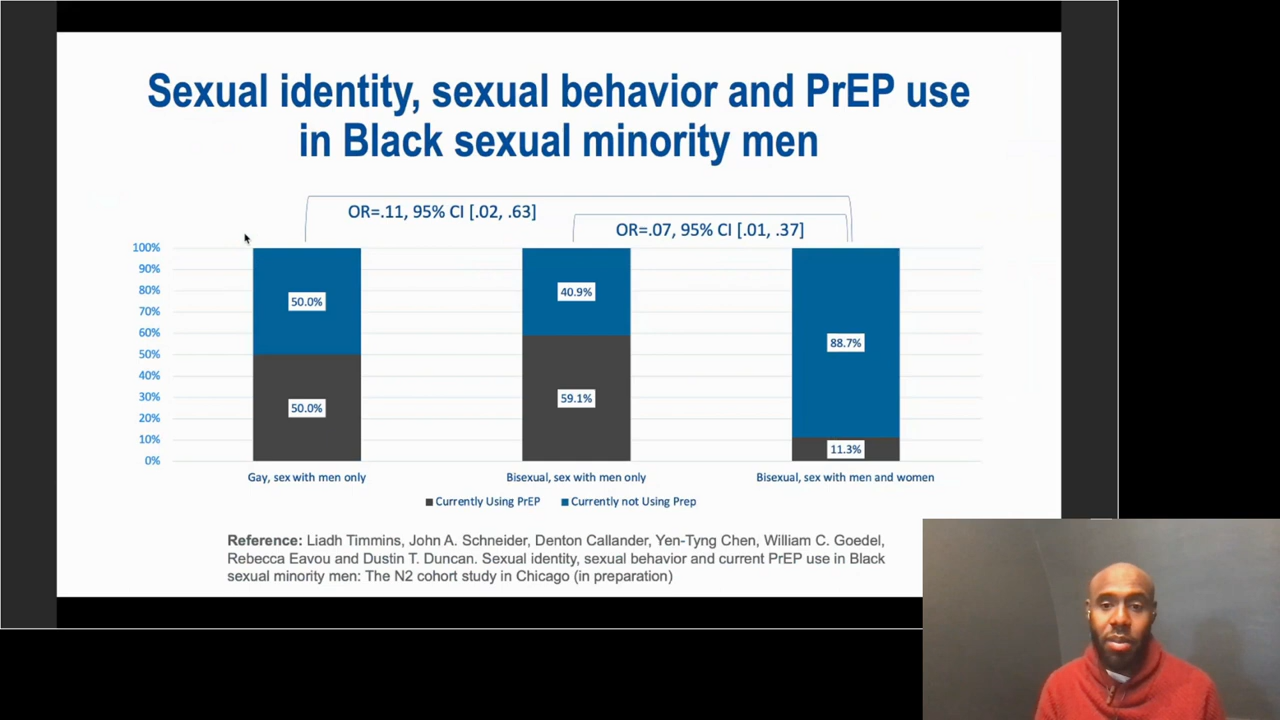 Sexual identity, sexual behavior and PrEP use
in Black sexual minority men
OR=.11, 95% CI [.02, .63]
OR=.07, 95% CI [.01, .37]
100%
90%
80%
70%
60%
50%
40%
30%
20%
10%
0%
50.0%
50.0%
40.9%
59.1%
88.7%
11.3%
Gay, sex with men only
Bisexual, sex with men only
Bisexual, sex with men and women
Currently Using PrEP
Currently not Using Prep
Reference: Liadh Timmins, John A. Schneider, Denton Callander, Yen-Tyng Chen, William C. Goedel,
Rebecca Eavou and Dustin T. Duncan. Sexual identity, sexual behavior and current PrEP use in Black
sexual minority men: The N2 cohort study in Chicago (in preparation)